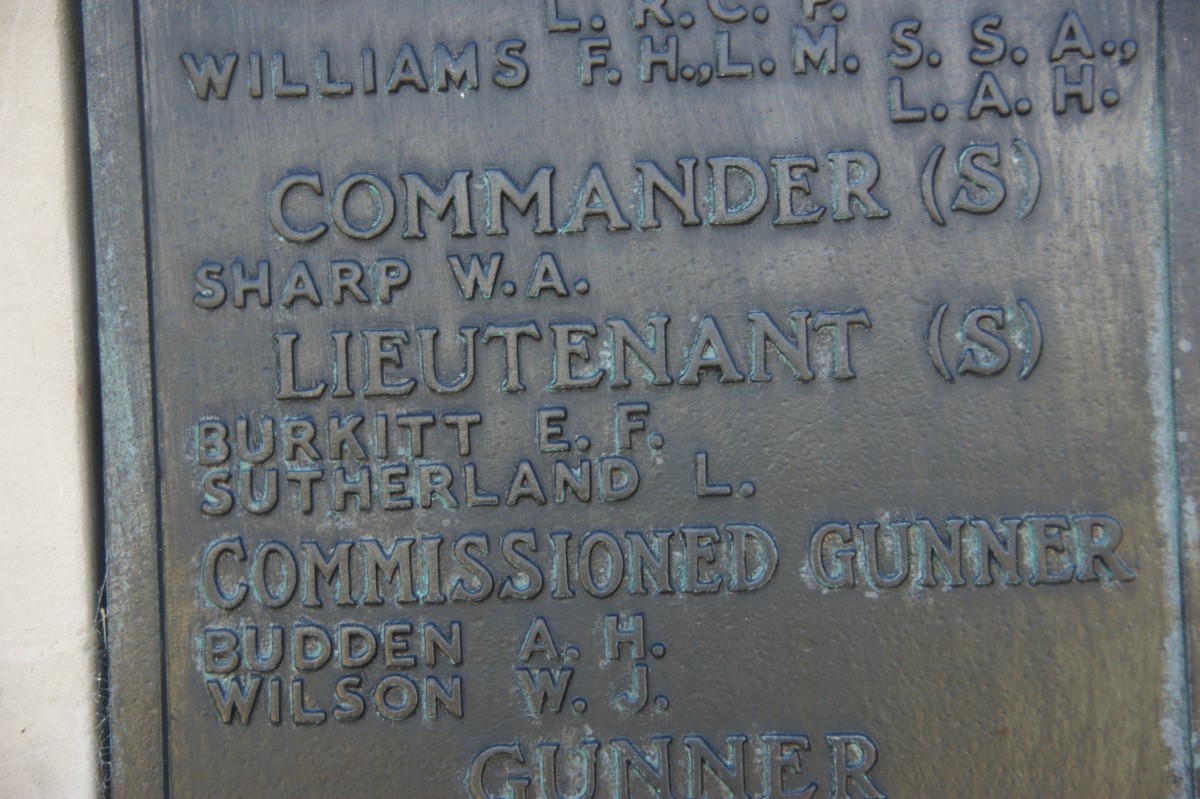 L. R. C. P.
WILLIAMS F. H., L. M. S. S. A.,
L. A. H.
COMMANDER (S)
SHARP W. A.
LIEUTENANT (S)
BURKITT E. F.
SUTHERLAND L.
COMMISSIONED GUNNER
BUDDEN A. H.
WILSON W. J.
GUNNER